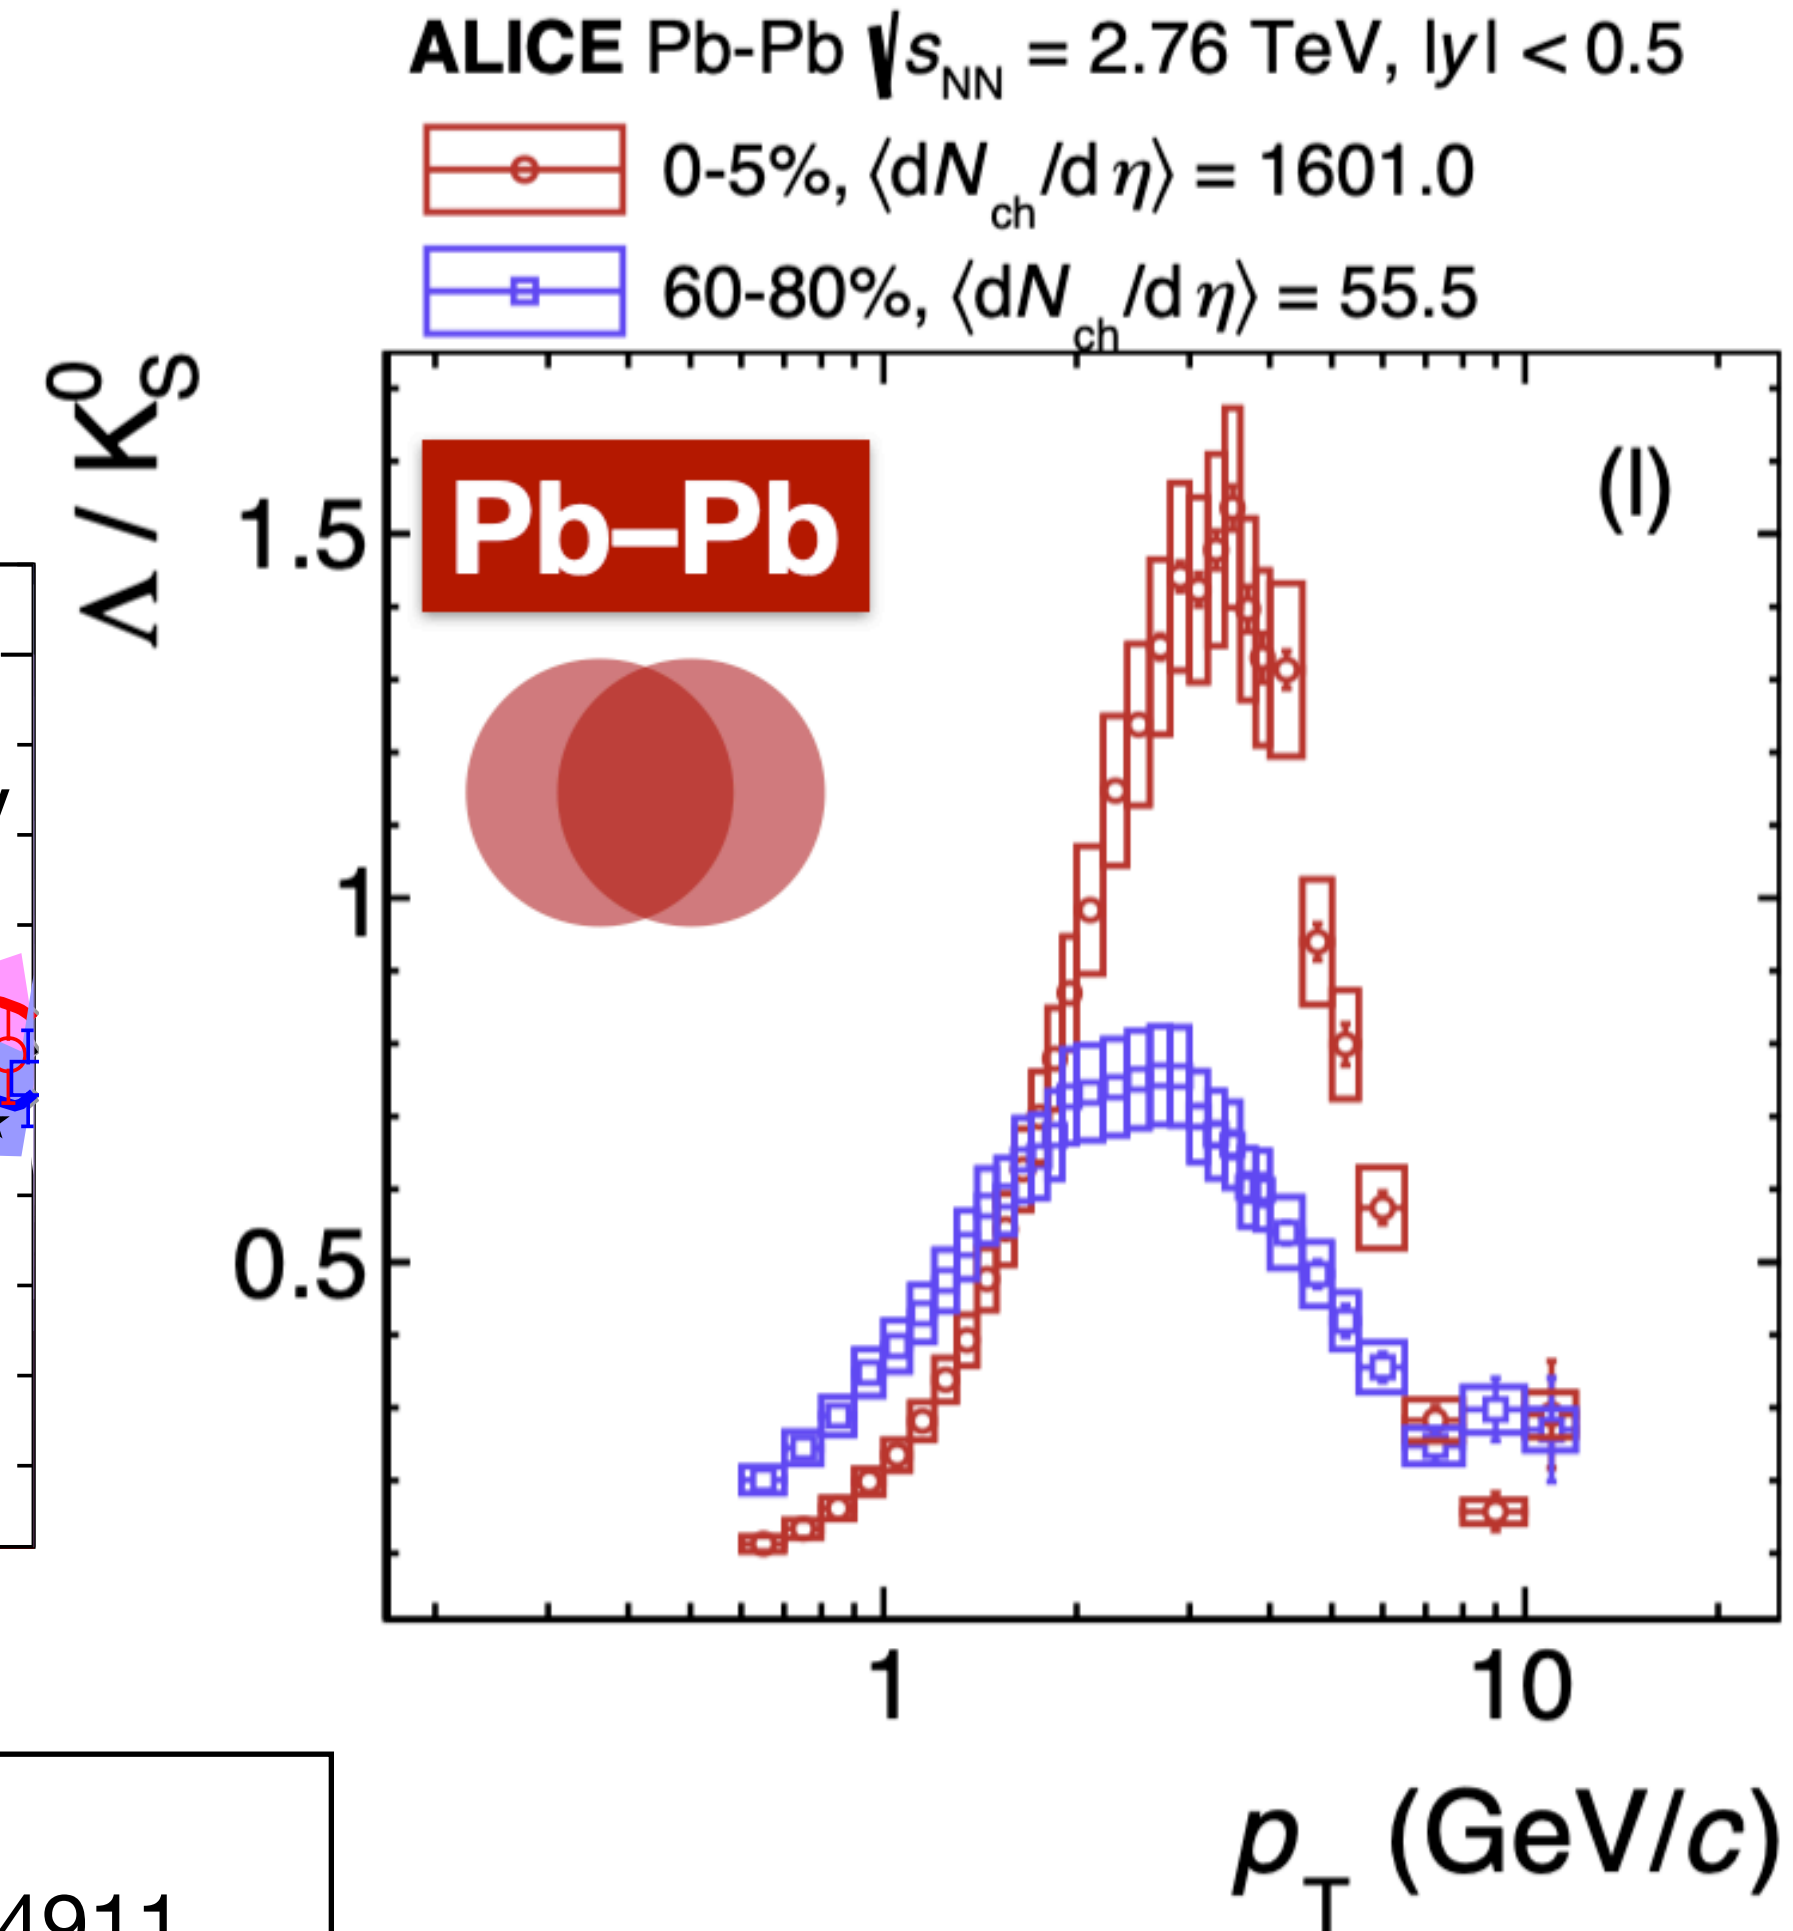 ALICE Pb-Pb √sNN = 2.76 TeV, |y| < 0.5
0-5%, ⟨dNch/dη⟩ = 1601.0
60-80%, ⟨dNch/dη⟩ = 55.5
Λ / K0S
(l)
Pb–Pb
1.5
1
0.5
1
10
pT (GeV/c)
4911